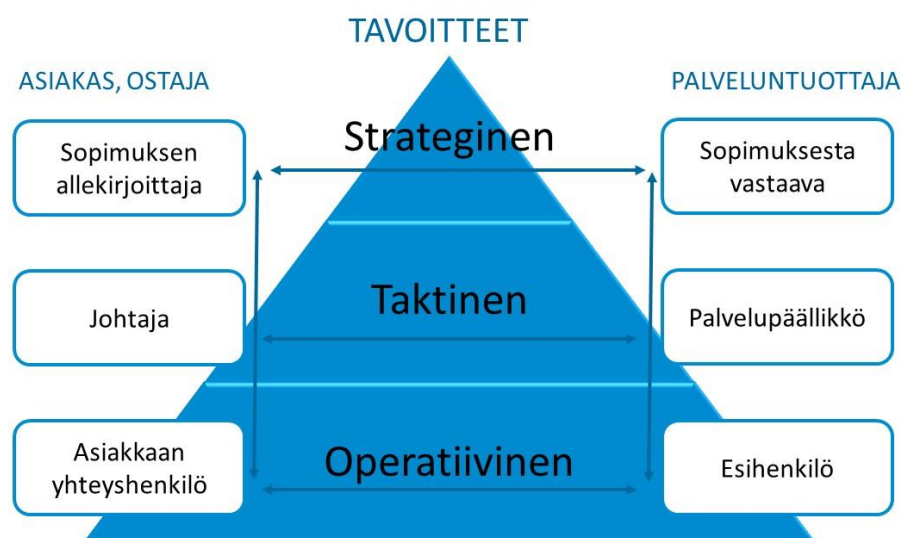 TAVOITTEET
ASIAKAS, OSTAJA
PALVELUNTUOTTAJA
Sopimuksen
allekirjoittaja
Strateginen
Sopimuksesta
vastaava
Johtaja
Taktinen
Palvelupäällikkö
Asiakkaan
yhteyshenkilö
Operatiivinen
Esihenkilö